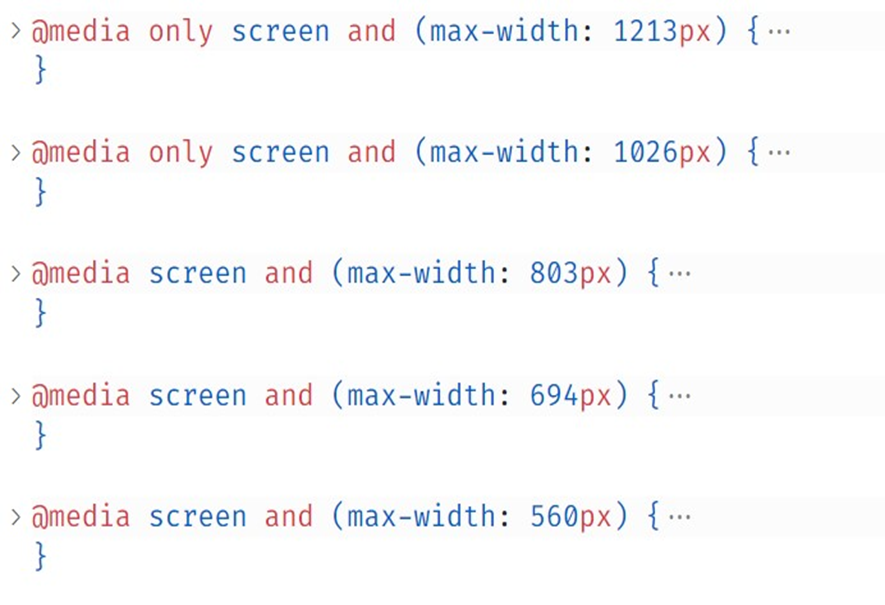 @media only screen and (max-width: 1213px) {···
}
@media only screen and (max-width: 1026px) {···
}
@media screen and (max-width: 803px) {···
}
@media screen and (max-width: 694px) {···
}
@media screen and (max-width: 560px) {···
}